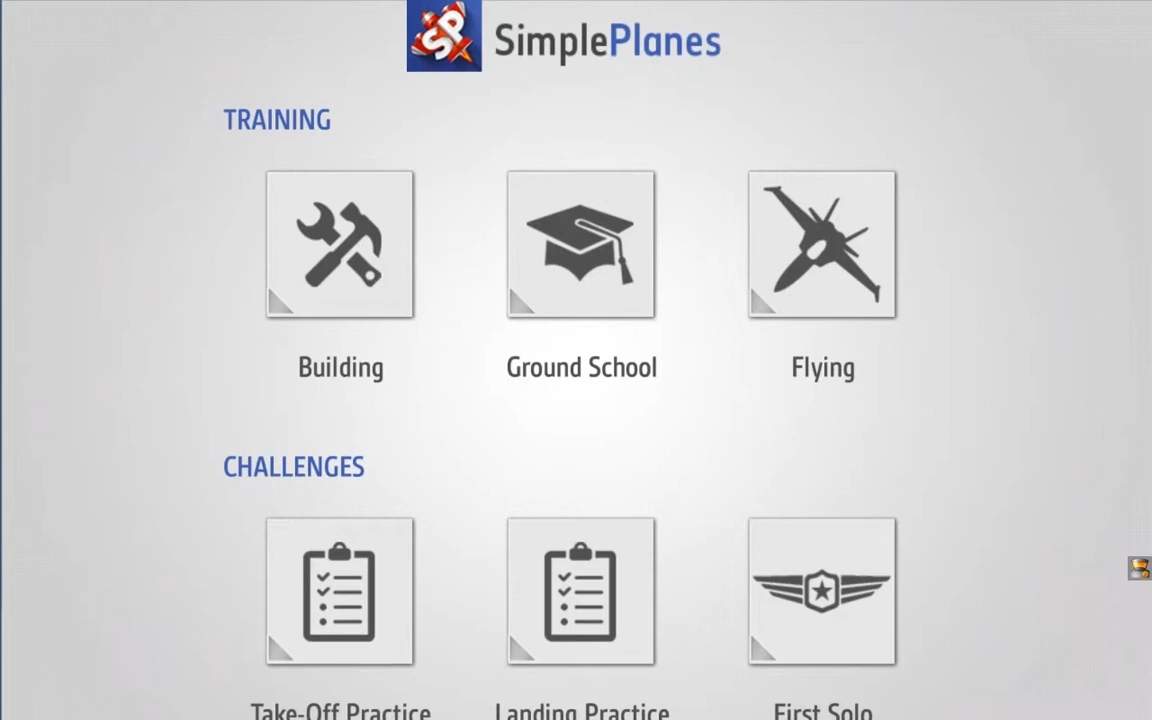 SP SimplePlanes
TRAINING
Building Ground School Flying
CHALLENGES
Take-Off Practice Landing Practice First Solo